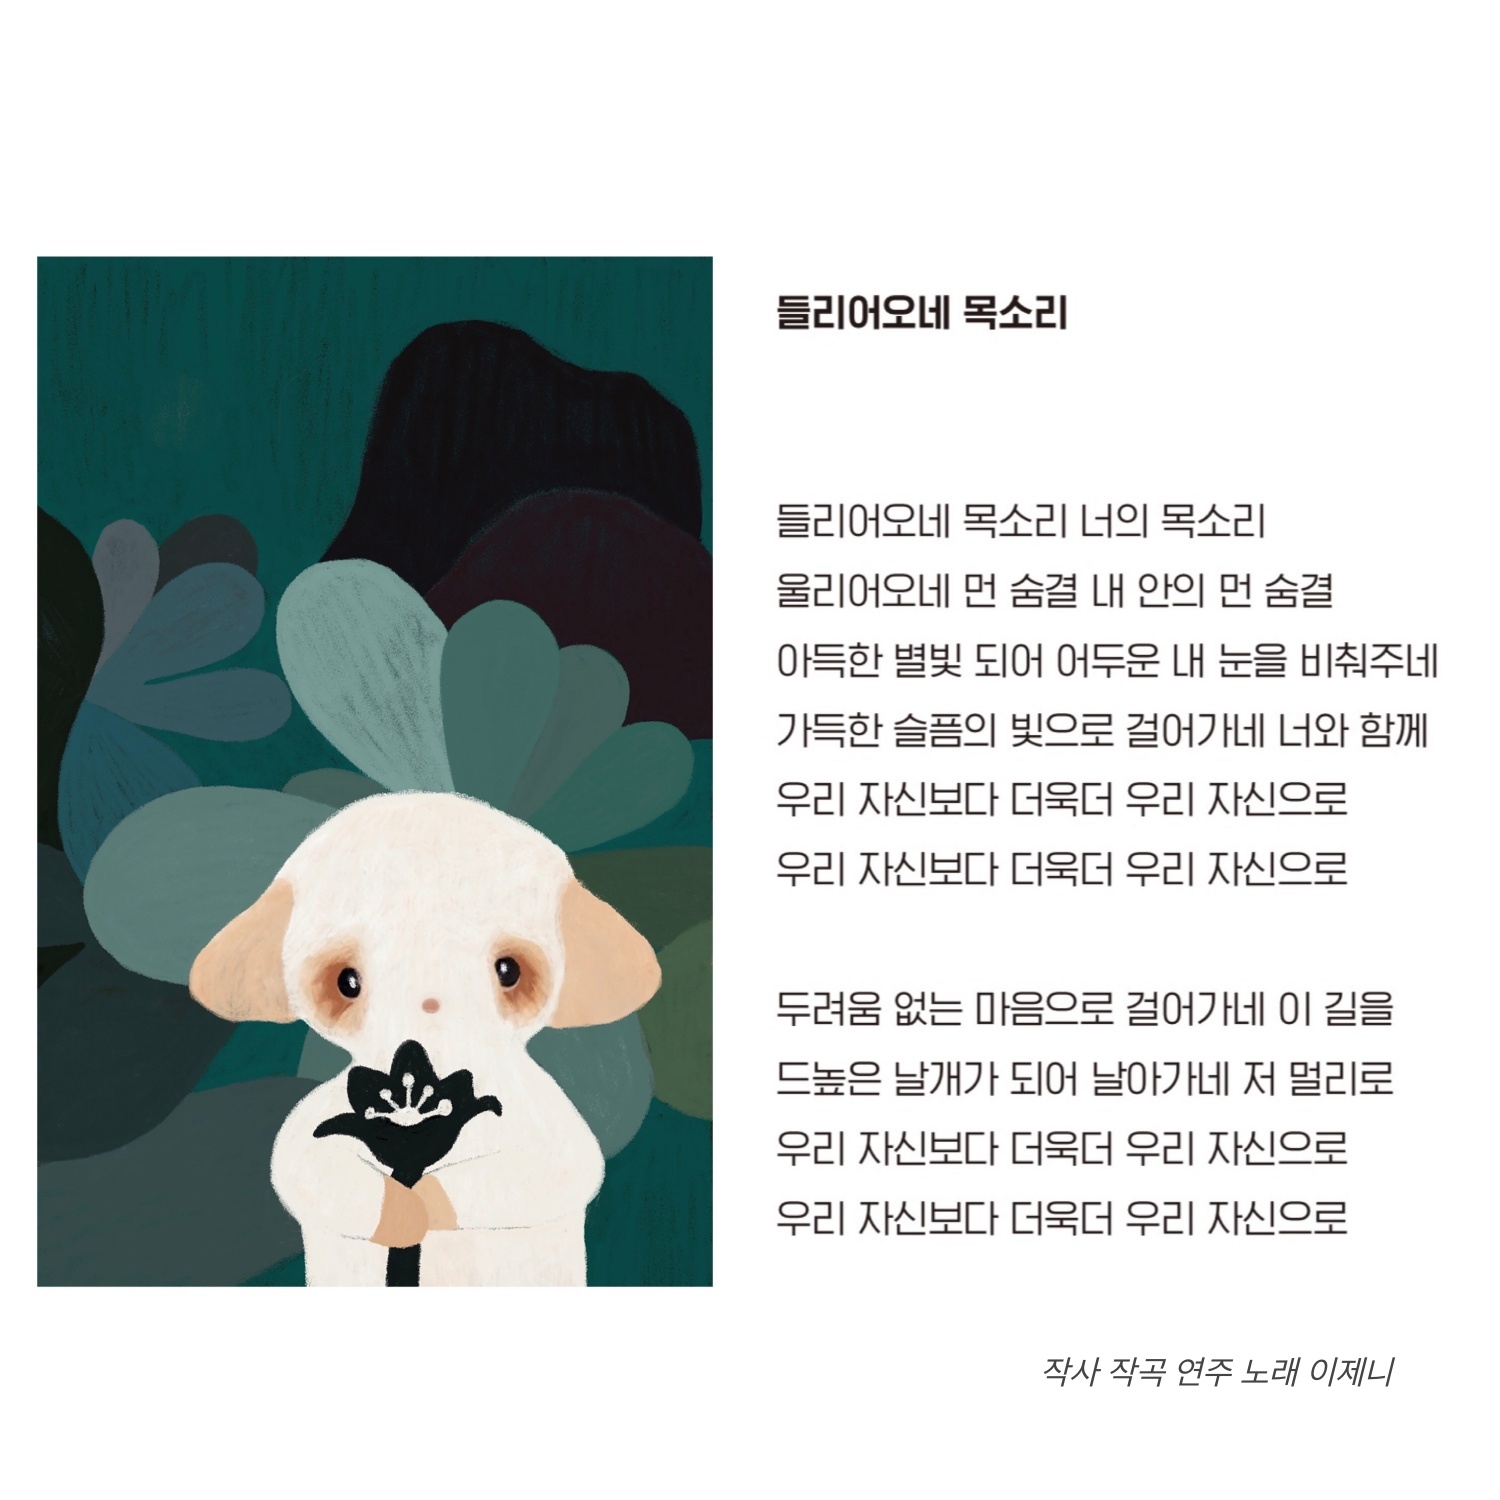 들리어오네 목소리
들리어오네 목소리 너의 목소리
울리어오네 먼 숨결 내 안의 먼 숨결
아득한 별빛 되어 어두운 내 눈을 비춰주네
가득한 슬픔의 빛으로 걸어가네 너와 함께
우리 자신보다 더욱더 우리 자신으로
우리 자신보다 더욱더 우리 자신으로
두려움 없는 마음으로 걸어가네 이 길을
드높은 날개가 되어 날아가네 저 멀리로
우리 자신보다 더욱더 우리 자신으로
우리 자신보다 더욱더 우리 자신으로
작사 작곡 연주 노래 이제니